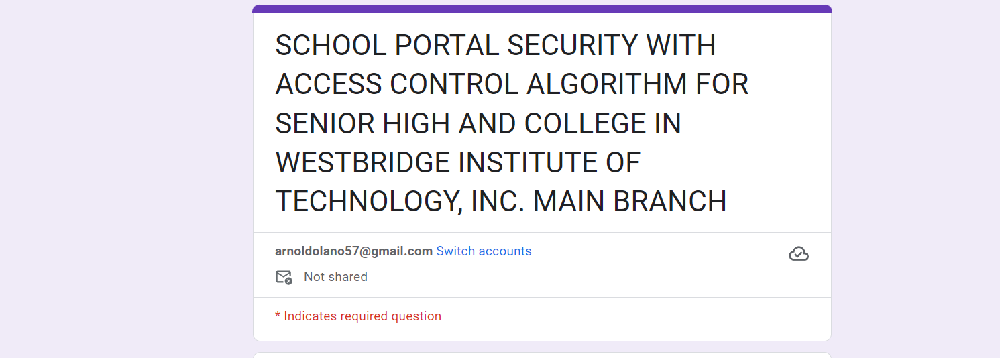 SCHOOL PORTAL SECURITY WITH
ACCESS CONTROL ALGORITHM FOR
SENIOR HIGH AND COLLEGE IN
WESTBRIDGE INSTITUTE OF
TECHNOLOGY, INC. MAIN BRANCH
arnoldolano57@gmail.com Switch accounts
Not shared
* Indicates required question